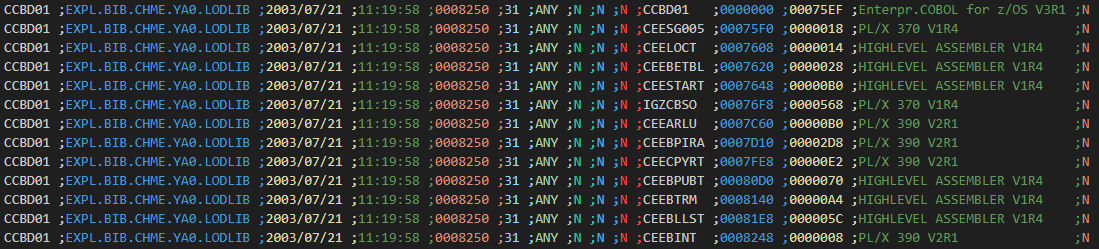 CCBD01 ;EXPL.BIB.CHME.YA0.LODLIB ;2003/07/21 ;11:19:58 ;0008250 ;31 ;ANY ;N ;N ;N ;CCBD01 ;0000000 ;00075EF ;Enterpr.COBOL for z/OS V3R1 ;N
CCBD01 ;EXPL.BIB.CHME.YA0.LODLIB ;2003/07/21 ;11:19:58 ;0008250 ;31 ;ANY ;N ;N ;N ;CEESG005 ;00075F0 ;0000018 ;PL/X 370 V1R4 ;N
CCBD01 ;EXPL.BIB.CHME.YA0.LODLIB ;2003/07/21 ;11:19:58 ;0008250 ;31 ;ANY ;N ;N ;N ;CEELOCT ;0007608 ;0000014 ;HIGHLEVEL ASSEMBLER V1R4 ;N
CCBD01 ;EXPL.BIB.CHME.YA0.LODLIB ;2003/07/21 ;11:19:58 ;0008250 ;31 ;ANY ;N ;N ;N ;CEEBETBL ;0007620 ;0000028 ;HIGHLEVEL ASSEMBLER V1R4 ;N
CCBD01 ;EXPL.BIB.CHME.YA0.LODLIB ;2003/07/21 ;11:19:58 ;0008250 ;31 ;ANY ;N ;N ;N ;CEESTART ;0007648 ;00000B0 ;HIGHLEVEL ASSEMBLER V1R4 ;N
CCBD01 ;EXPL.BIB.CHME.YA0.LODLIB ;2003/07/21 ;11:19:58 ;0008250 ;31 ;ANY ;N ;N ;N ;IGZCBSO ;00076F8 ;0000568 ;PL/X 370 V1R4 ;N
CCBD01 ;EXPL.BIB.CHME.YA0.LODLIB ;2003/07/21 ;11:19:58 ;0008250 ;31 ;ANY ;N ;N ;N ;CEEARLU ;0007C60 ;00000B0 ;PL/X 390 V2R1 ;N
CCBD01 ;EXPL.BIB.CHME.YA0.LODLIB ;2003/07/21 ;11:19:58 ;0008250 ;31 ;ANY ;N ;N ;N ;CEEBPIRA ;0007D10 ;00002D8 ;PL/X 390 V2R1 ;N
CCBD01 ;EXPL.BIB.CHME.YA0.LODLIB ;2003/07/21 ;11:19:58 ;0008250 ;31 ;ANY ;N ;N ;N ;CEECPYRT ;0007FE8 ;00000E2 ;PL/X 390 V2R1 ;N
CCBD01 ;EXPL.BIB.CHME.YA0.LODLIB ;2003/07/21 ;11:19:58 ;0008250 ;31 ;ANY ;N ;N ;N ;CEEBPUBT ;00080D0 ;0000070 ;HIGHLEVEL ASSEMBLER V1R4 ;N
CCBD01 ;EXPL.BIB.CHME.YA0.LODLIB ;2003/07/21 ;11:19:58 ;0008250 ;31 ;ANY ;N ;N ;N ;CEEBTRM ;0008140 ;00000A4 ;HIGHLEVEL ASSEMBLER V1R4 ;N
CCBD01 ;EXPL.BIB.CHME.YA0.LODLIB ;2003/07/21 ;11:19:58 ;0008250 ;31 ;ANY ;N ;N ;N ;CEEBLLST ;00081E8 ;000005C ;HIGHLEVEL ASSEMBLER V1R4 ;N
CCBD01 ;EXPL.BIB.CHME.YA0.LODLIB ;2003/07/21 ;11:19:58 ;0008250 ;31 ;ANY ;N ;N ;N ;CEEBINT ;0008248 ;0000008 ;PL/X 390 V2R1 ;N